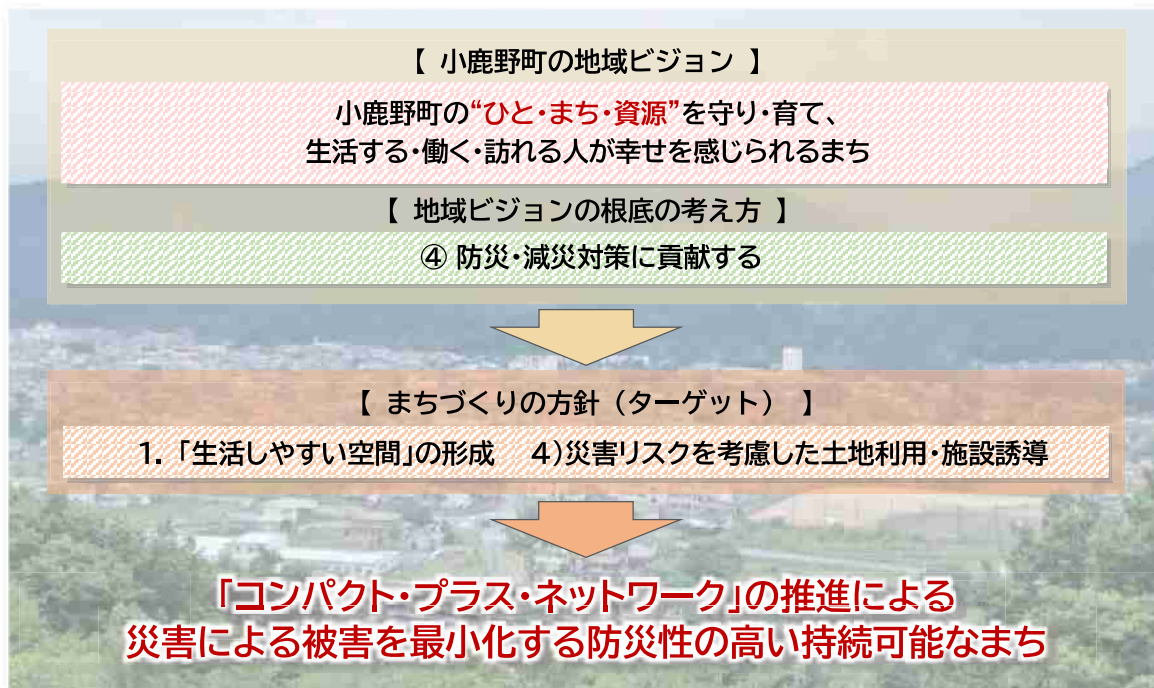 【 小鹿野町の地域ビジョン 】
小鹿野町の“ひと・まち・資源”を守り・育て、
生活する・働く・訪れる人が幸せを感じられるまち
【 地域ビジョンの根底の考え方 】
④ 防災・減災対策に貢献する
【 まちづくりの方針（ターゲット） 】
1. 「生活しやすい空間」の形成　4）災害リスクを考慮した土地利用・施設誘導
「コンパクト・プラス・ネットワーク」の推進による
災害による被害を最小化する防災性の高い持続可能なまち